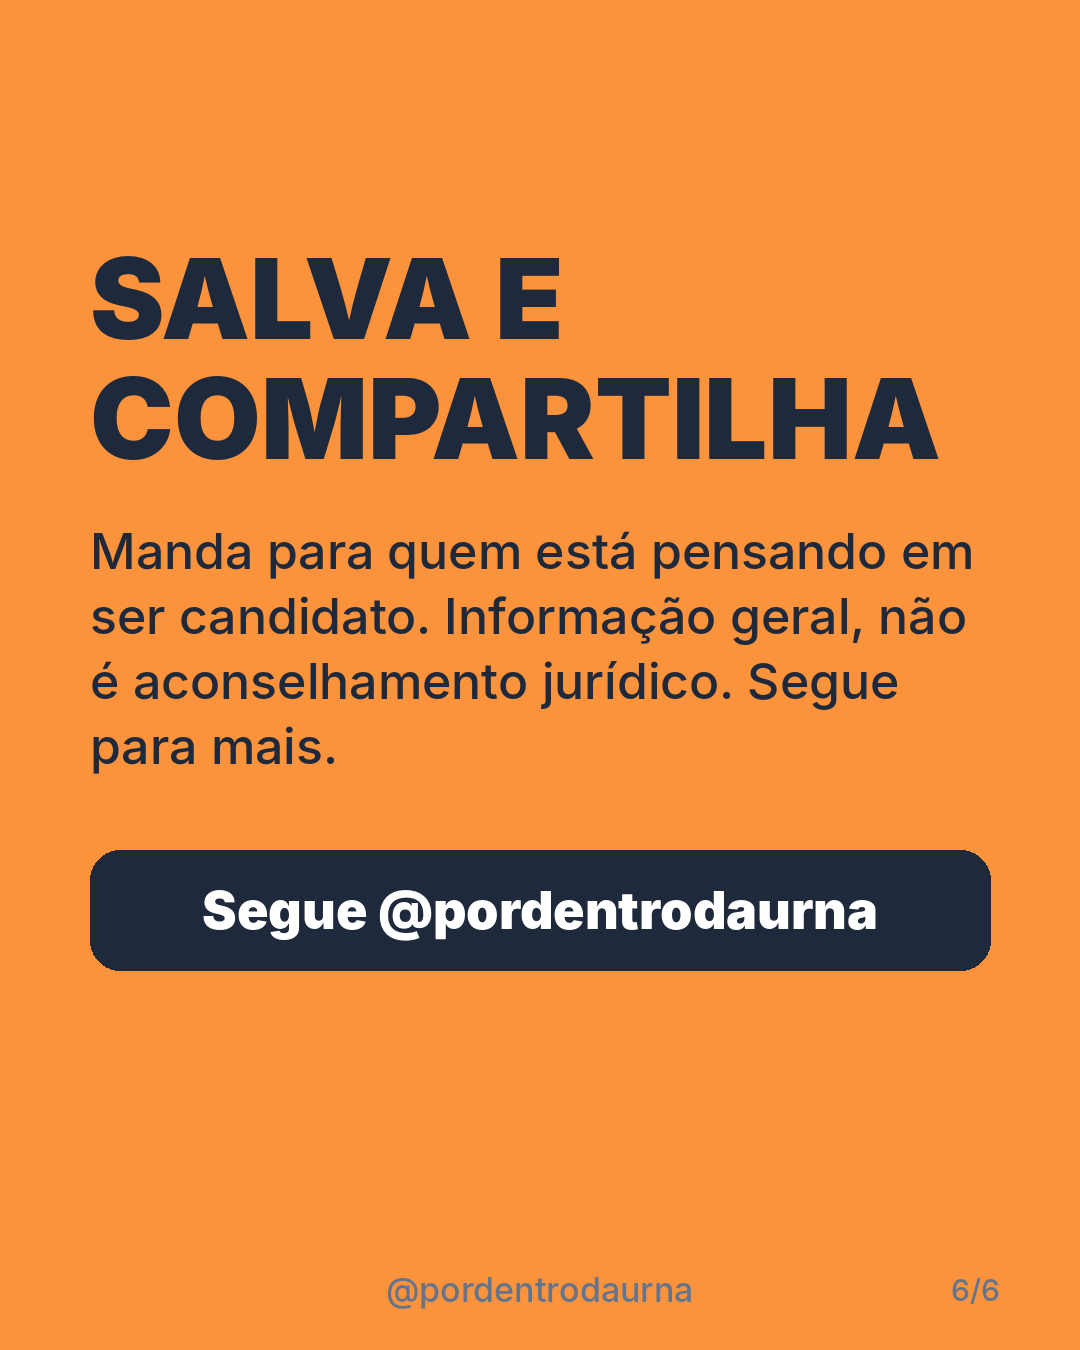 SALVA E
COMPARTILHA
Manda para quem está pensando em
ser candidato. Informação geral, não
é aconselhamento jurídico. Segue
para mais.
Segue @pordentrodaurna
@pordentrodaurna
6/6